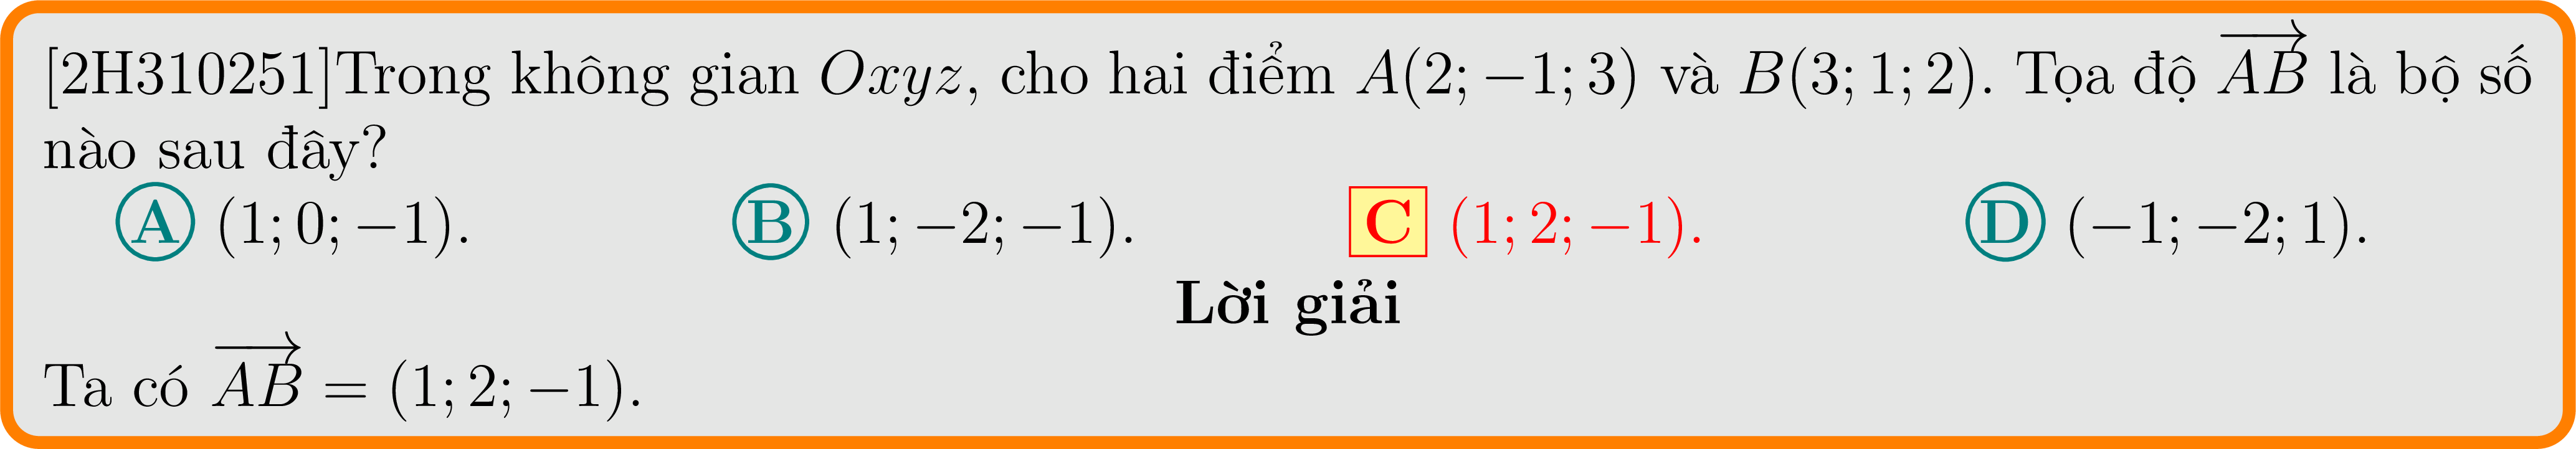 [2H310251]Trong không gian Oxyz, cho hai điểm A(2; −1; 3) và B(3; 1; 2). Tọa độ $\overrightarrow{AB}$ là bộ số
nào sau đây?
A (1; 0; −1). B (1; −2; −1). C (1; 2; −1). D (−1; −2; 1).
Lời giải
Ta có $\overrightarrow{AB}$ = (1; 2; −1).